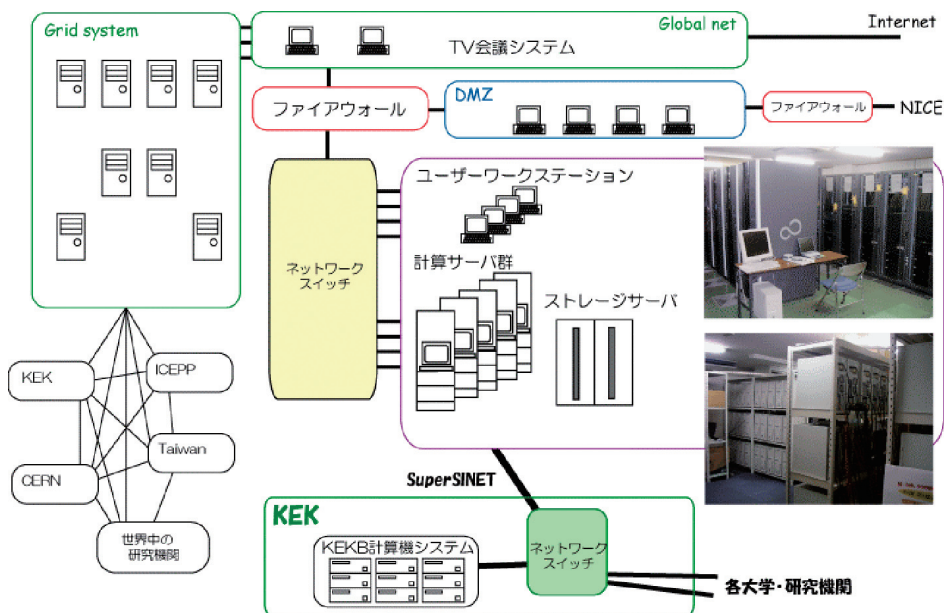 Grid system
Global net
Internet
TV会議システム
ファイアウォール
DMZ
ファイアウォール
NICE
ユーザーワークステーション
計算サーバ群
ネットワーク
スイッチ
ストレージサーバ
KEK
ICEPP
Taiwan
CERN
世界中の
研究機関
SuperSINET
KEK
KEKB計算機システム
ネットワーク
スイッチ
各大学・研究機関